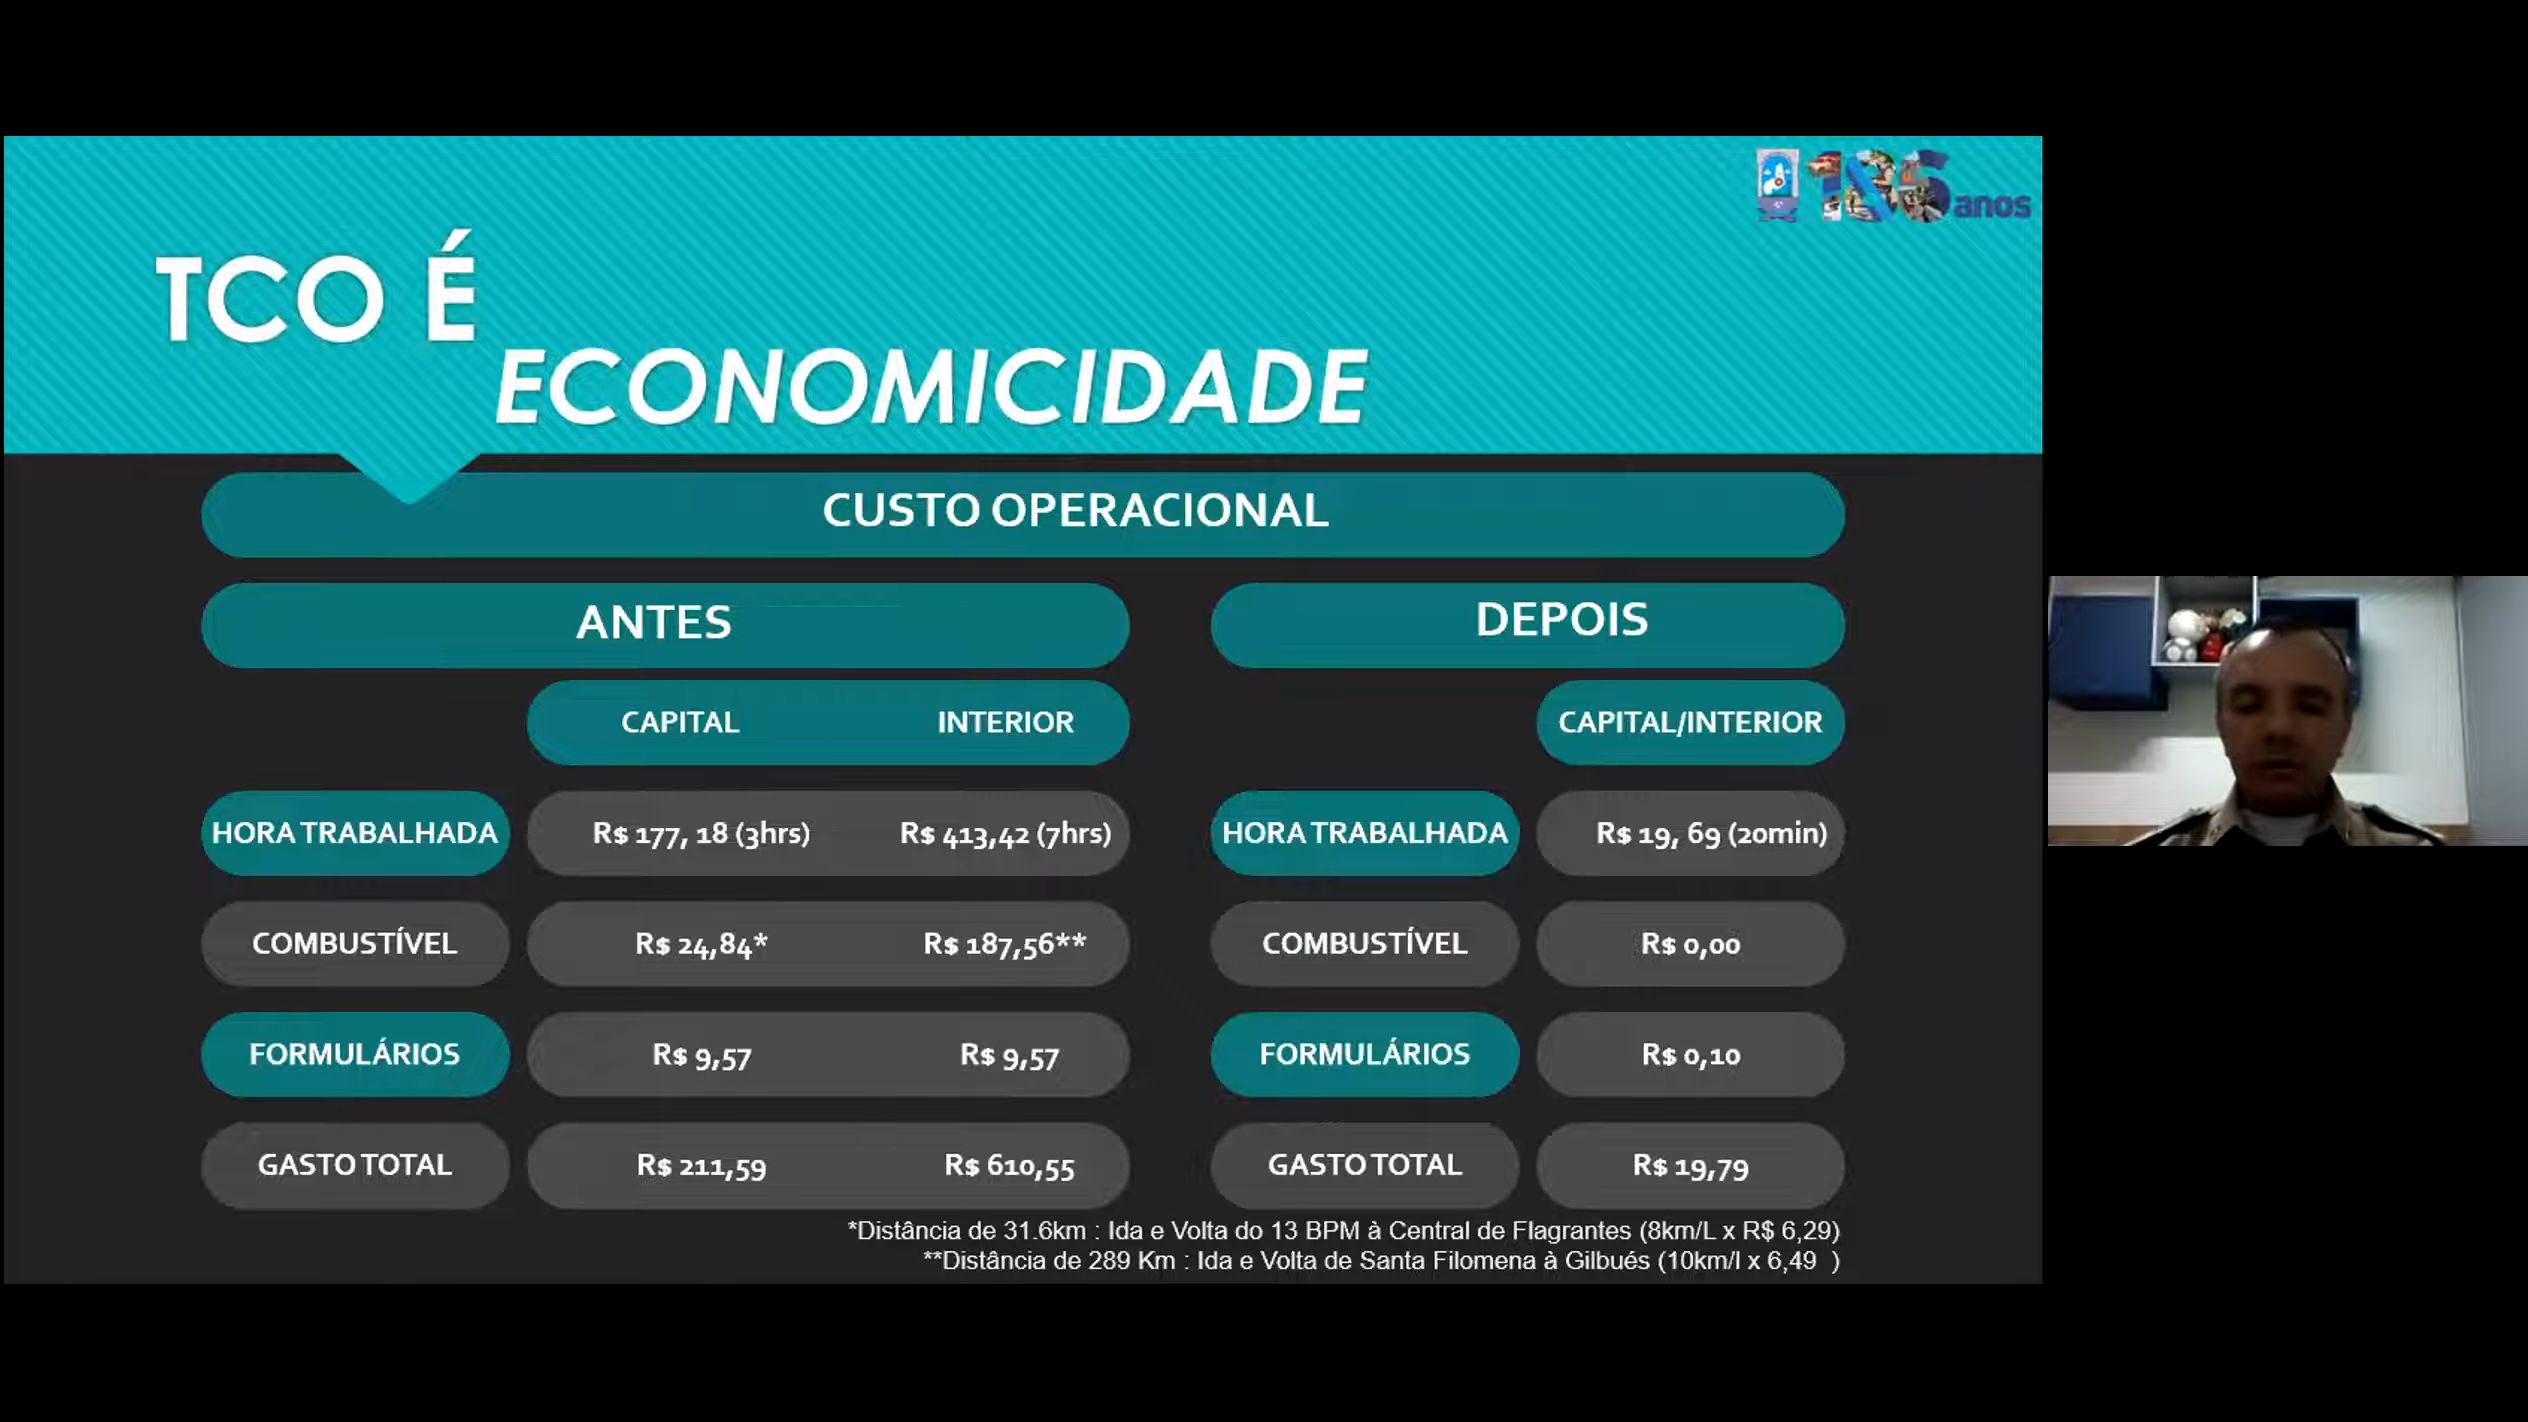 186 anos
TCO É
ECONOMICIDADE
CUSTO OPERACIONAL
ANTES
DEPOIS
CAPITAL INTERIOR
CAPITAL/INTERIOR
HORA TRABALHADA R$ 177, 18 (3hrs) R$ 413,42 (7hrs)
HORA TRABALHADA R$ 19, 69 (20min)
COMBUSTÍVEL R$ 24,84* R$ 187,56**
COMBUSTÍVEL R$ 0,00
FORMULÁRIOS R$ 9,57 R$ 9,57
FORMULÁRIOS R$ 0,10
GASTO TOTAL R$ 211,59 R$ 610,55
GASTO TOTAL R$ 19,79
*Distância de 31.6km : Ida e Volta do 13 BPM à Central de Flagrantes (8km/L x R$ 6,29)
**Distância de 289 Km : Ida e Volta de Santa Filomena à Gilbués (10km/l x 6,49 )